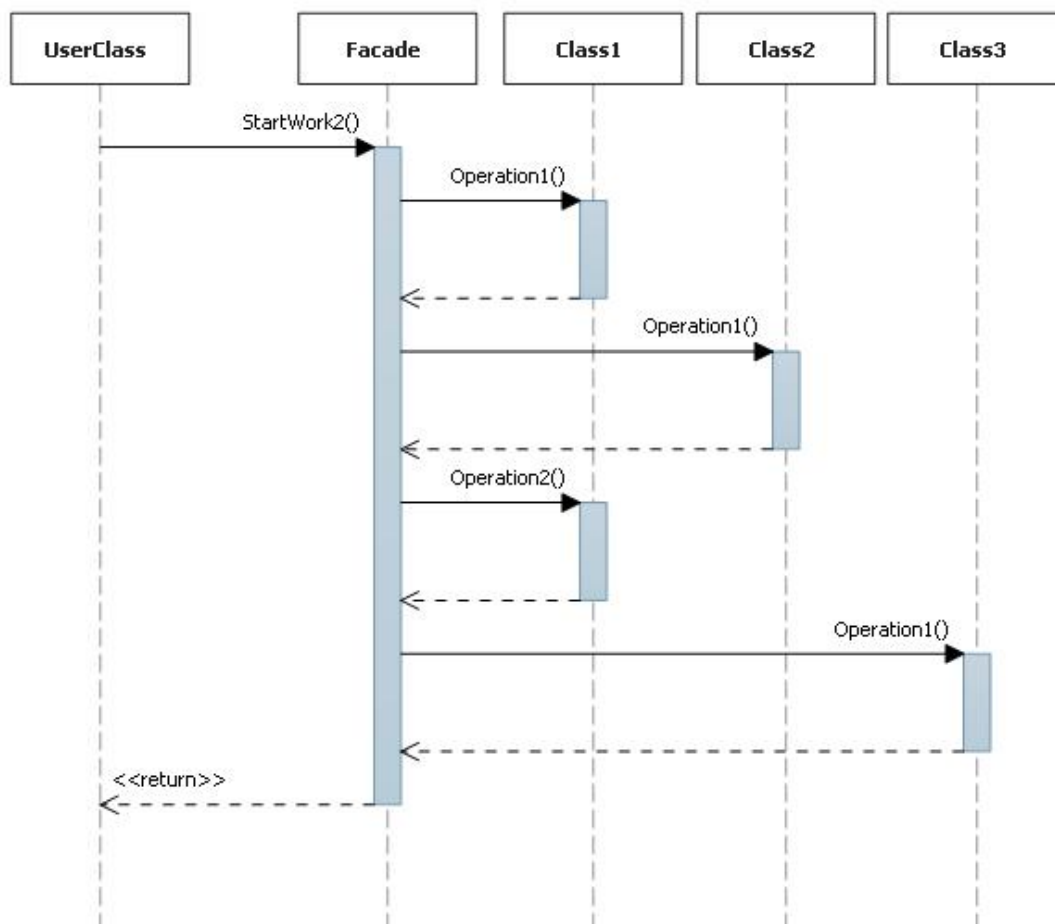 UserClass
Facade
Class1
Class2
Class3
StartWork2()
Operation1()
Operation1()
Operation2()
Operation1()
<<return>>